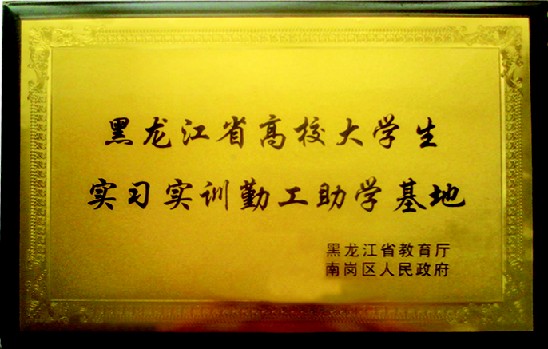 黑龙江省高校大学生
实习实训勤工助学基地
黑龙江省教育厅
南岗区人民政府